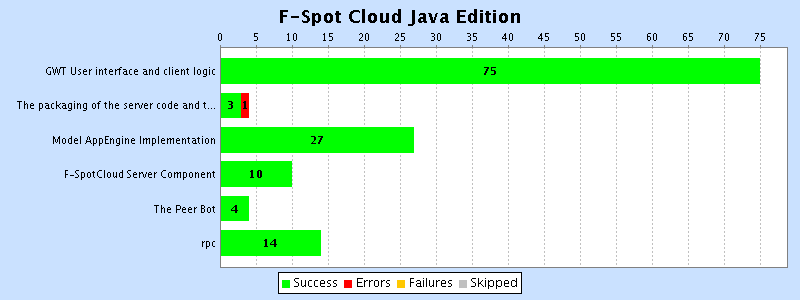 F-Spot Cloud Java Edition
0 5 10 15 20 25 30 35 40 45 50 55 60 65 70 75
GWT User interface and client logic 75
The packaging of the server code and t... 3 1
Model AppEngine Implementation 27
F-SpotCloud Server Component 10
The Peer Bot 4
rpc 14
Success Errors Failures Skipped